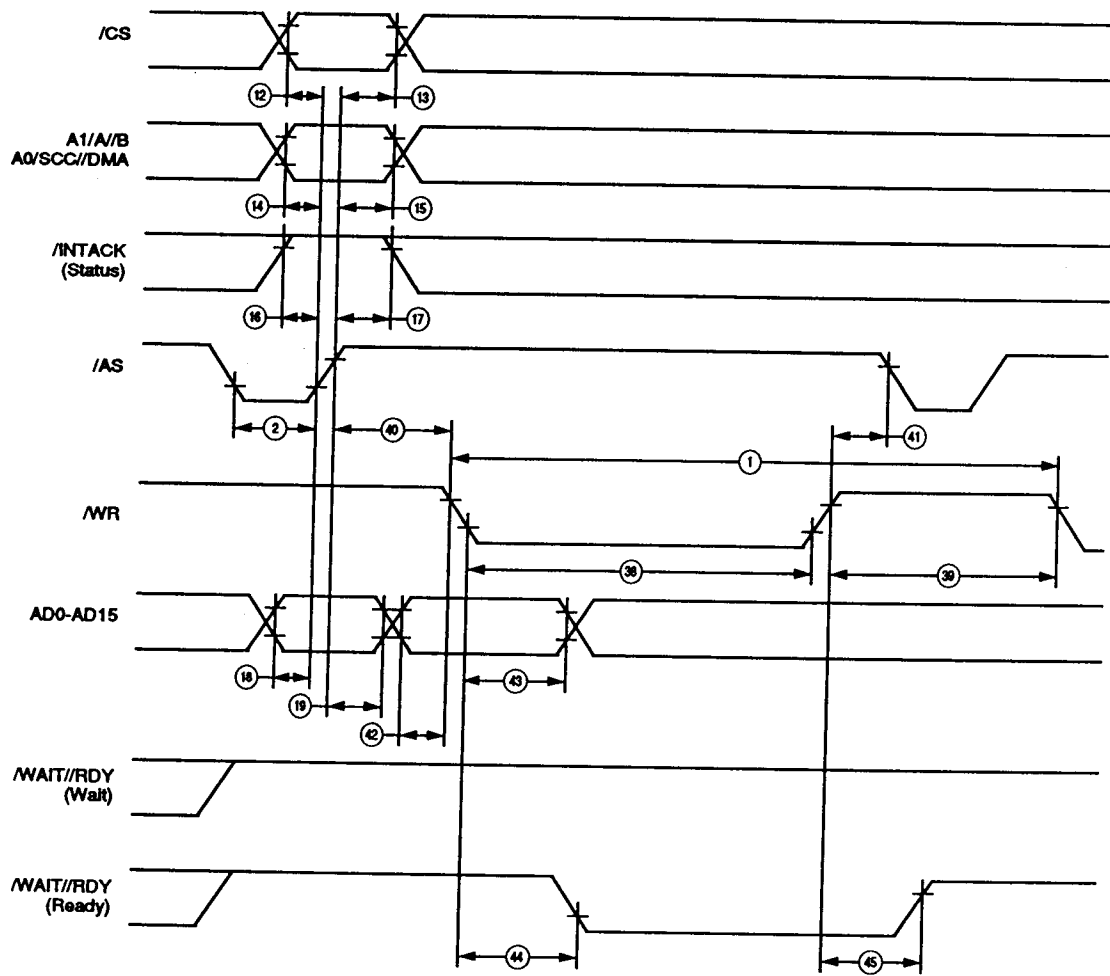 /CS
12
13
A1/A//B
A0/SCC//DMA
14
15
/INTACK
(Status)
16
17
/AS
2
40
41
1
/WR
38
39
AD0-AD15
18
43
19
42
/WAIT//RDY
(Wait)
/WAIT//RDY
(Ready)
44
45